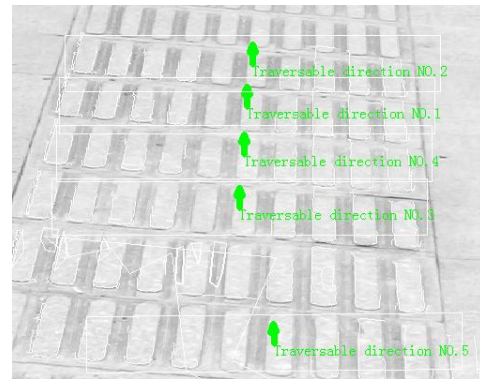 Traversable direction NO.2
Traversable direction NO.1
Traversable direction NO.4
Traversable direction NO.3
Traversable direction NO.5